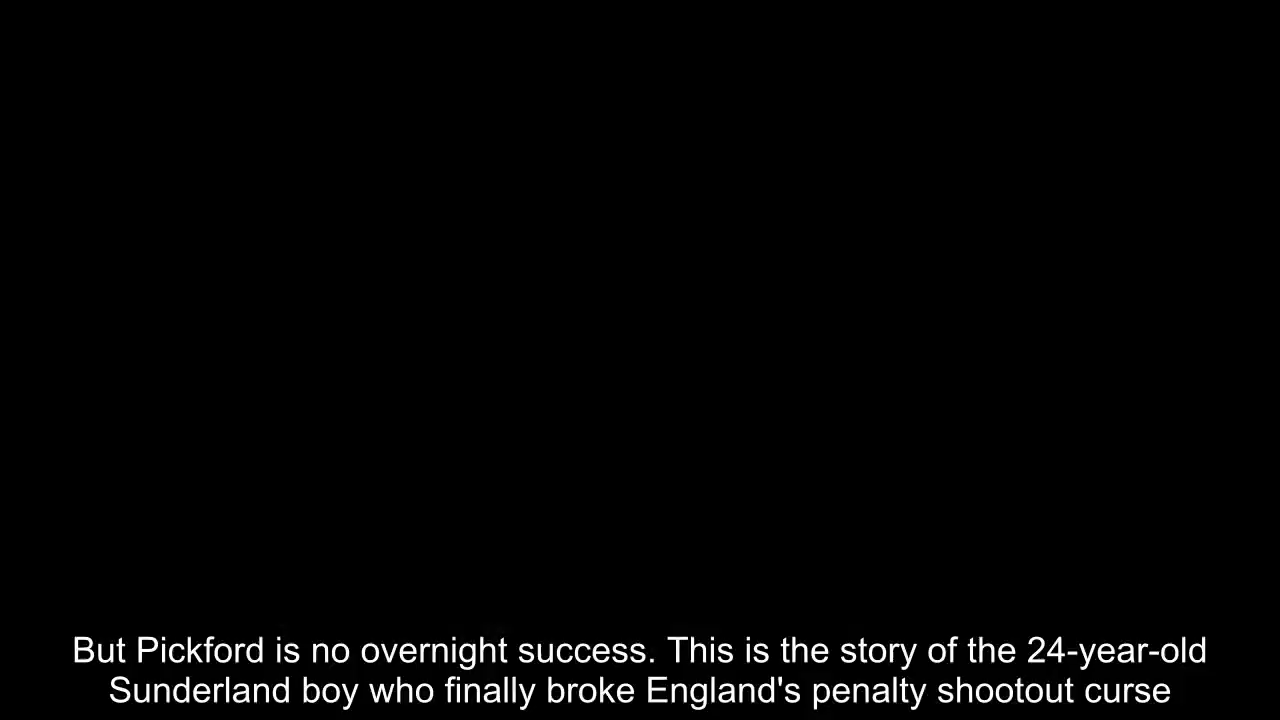 But Pickford is no overnight success. This is the story of the 24-year-old
Sunderland boy who finally broke England's penalty shootout curse